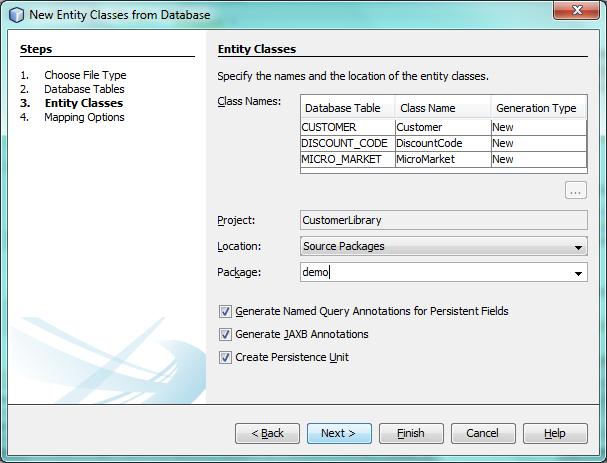 New Entity Classes from Database
Steps
1. Choose File Type
2. Database Tables
3. Entity Classes
4. Mapping Options
Entity Classes
Specify the names and the location of the entity classes.
Class Names:
Database Table Class Name Generation Type
CUSTOMER Customer New
DISCOUNT_CODE DiscountCode New
MICRO_MARKET MicroMarket New
...
Project: CustomerLibrary
Location: Source Packages
Package: demo
Generate Named Query Annotations for Persistent Fields
Generate JAXB Annotations
Create Persistence Unit
< Back Next > Finish Cancel Help